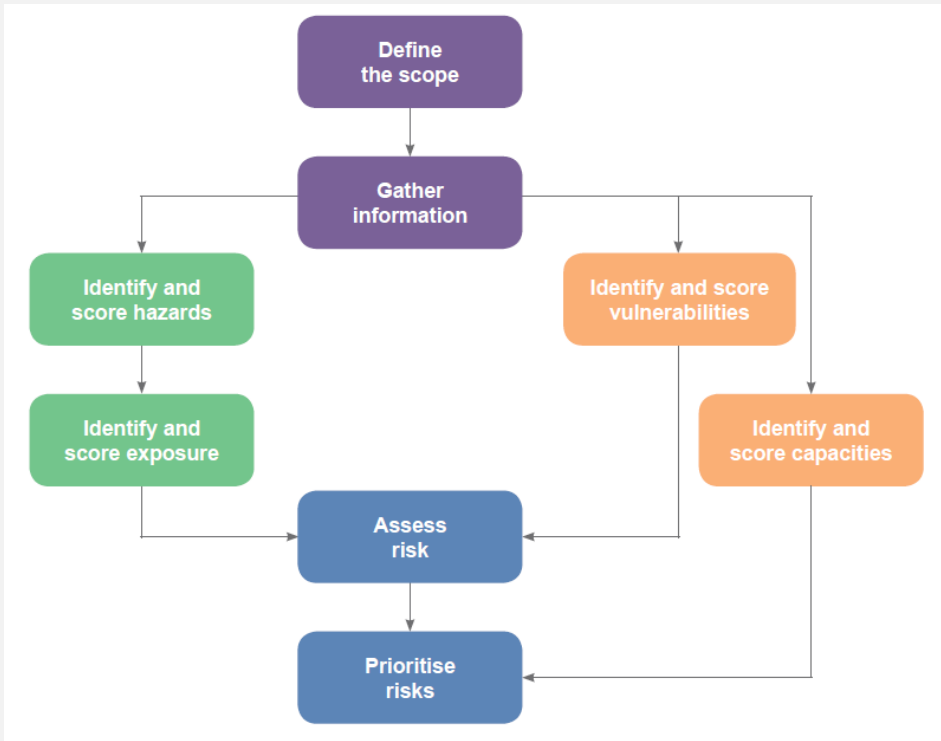 Define
the scope
Gather
information
Identify and
score hazards
Identify and score
vulnerabilities
Identify and
score exposure
Identify and
score capacities
Assess
risk
Prioritise
risks